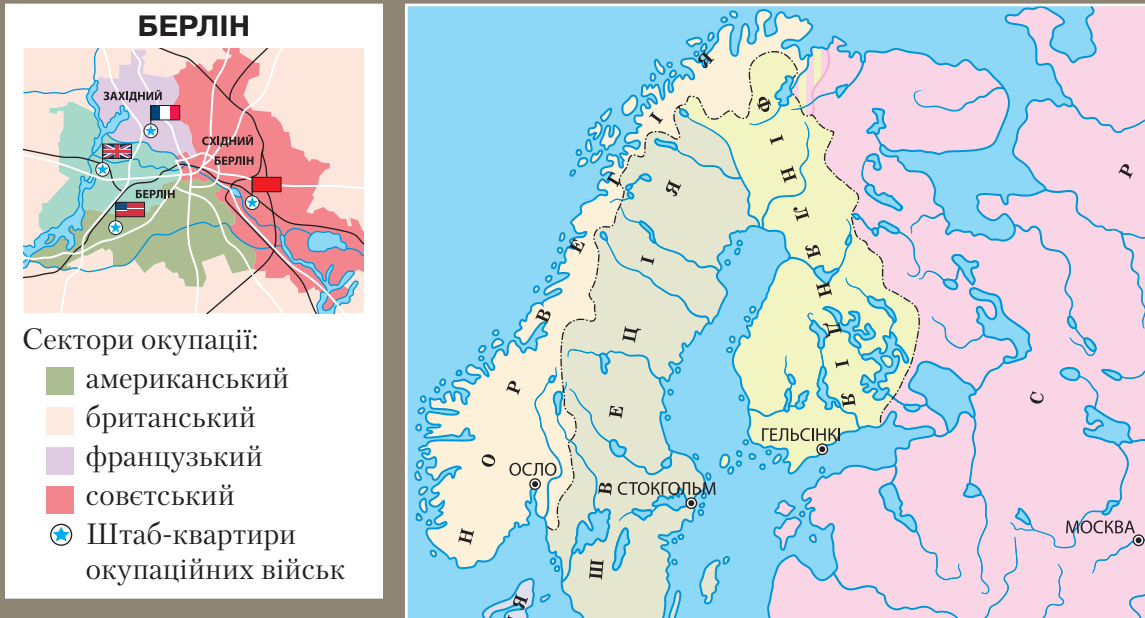 БЕРЛІН
ЗАХІДНИЙ
СХІДНИЙ
БЕРЛІН
БЕРЛІН
Сектори окупації:
американський
британський
французький
совєтський
Штаб-квартири
окупаційних військ
НОРВЕГІЯ
ШВЕЦІЯ
ФІНЛЯНДІЯ
ОСЛО
СТОКГОЛЬМ
ГЕЛЬСІНКІ
МОСКВА
С
Р
Я